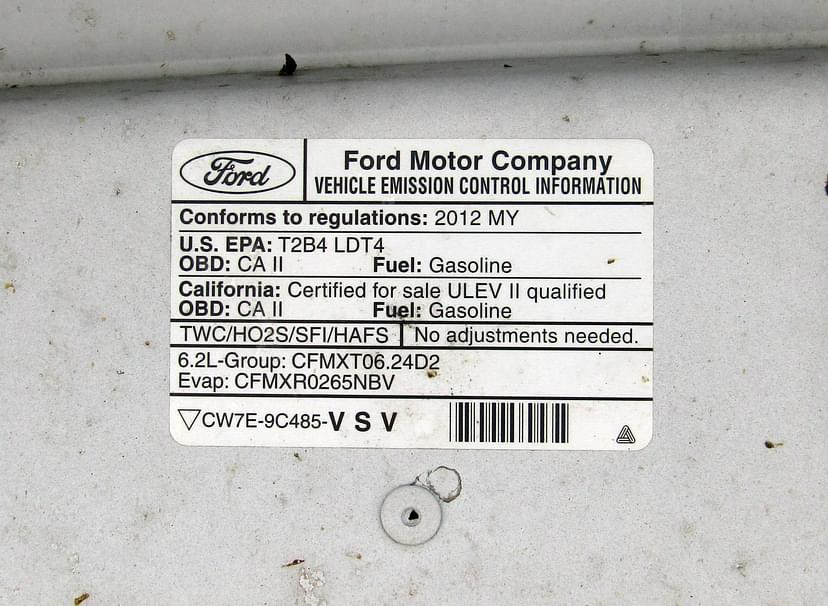 Ford
Ford Motor Company
VEHICLE EMISSION CONTROL INFORMATION
Conforms to regulations: 2012 MY
U.S. EPA: T2B4 LDT4
OBD: CA II Fuel: Gasoline
California: Certified for sale ULEV II qualified
OBD: CA II Fuel: Gasoline
TWC/HO2S/SFI/HAFS No adjustments needed.
6.2L-Group: CFMXT06.24D2
Evap: CFMXR0265NBV
CW7E-9C485-V S V